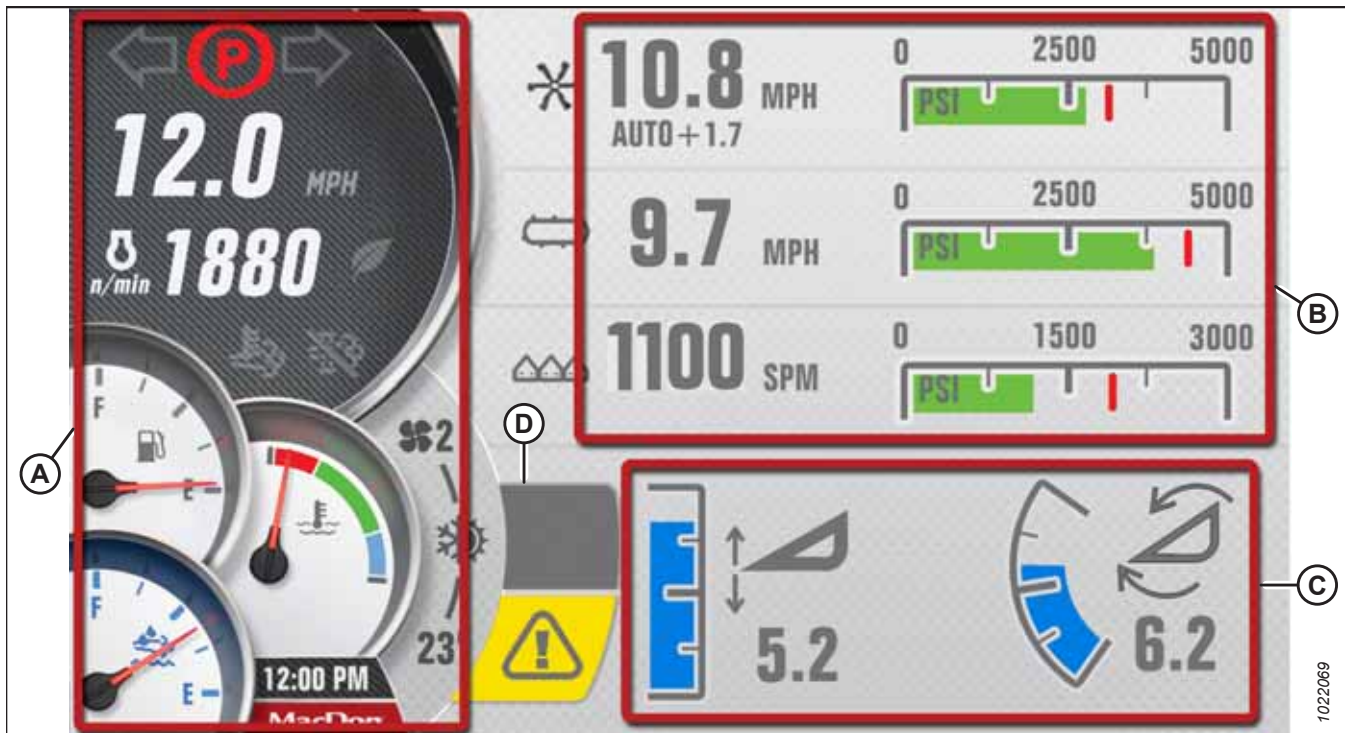 P
12.0 MPH
n/min 1880
F
E
F
E
2
23
12:00 PM
MacDon
A
10.8 MPH
AUTO+1.7
0 2500 5000
PSI
9.7 MPH
0 2500 5000
PSI
1100 SPM
0 1500 3000
PSI
B
D
5.2
6.2
C
1022069